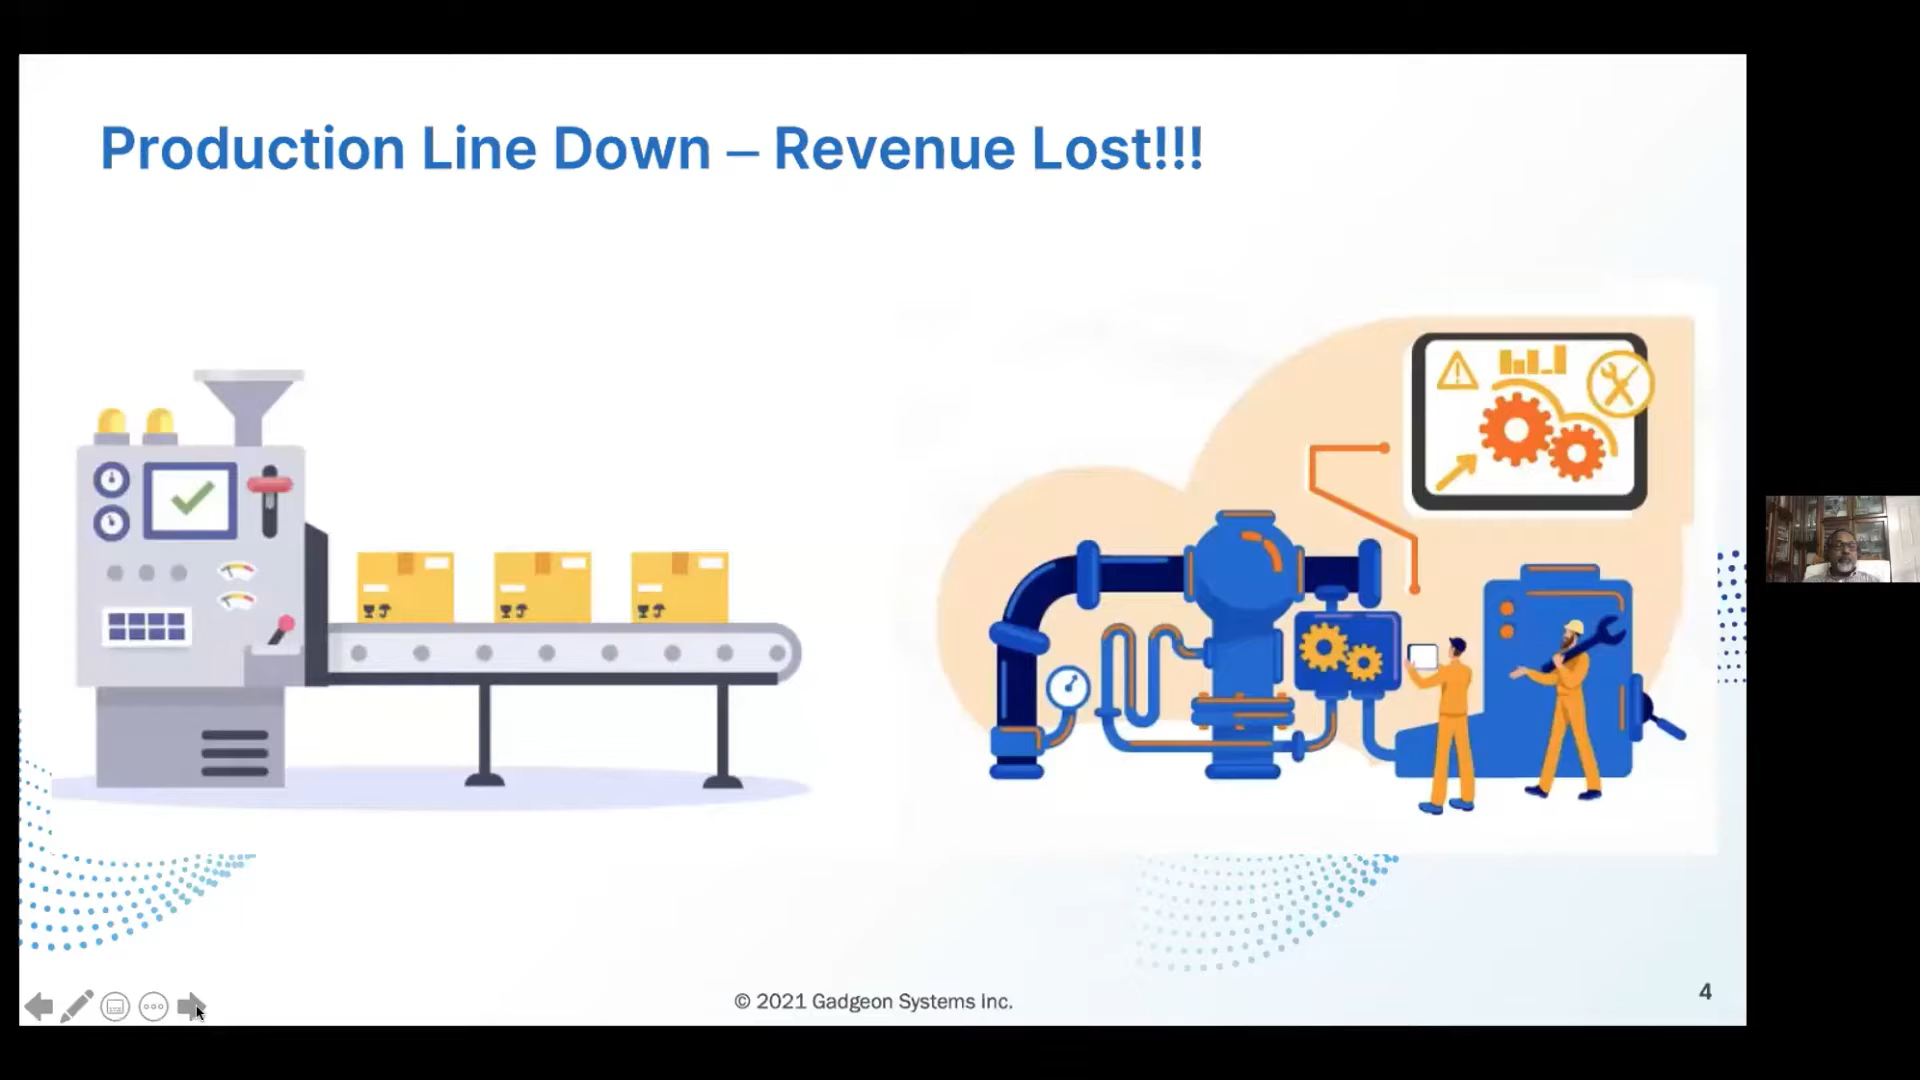 Production Line Down – Revenue Lost!!!
© 2021 Gadgeon Systems Inc.
4